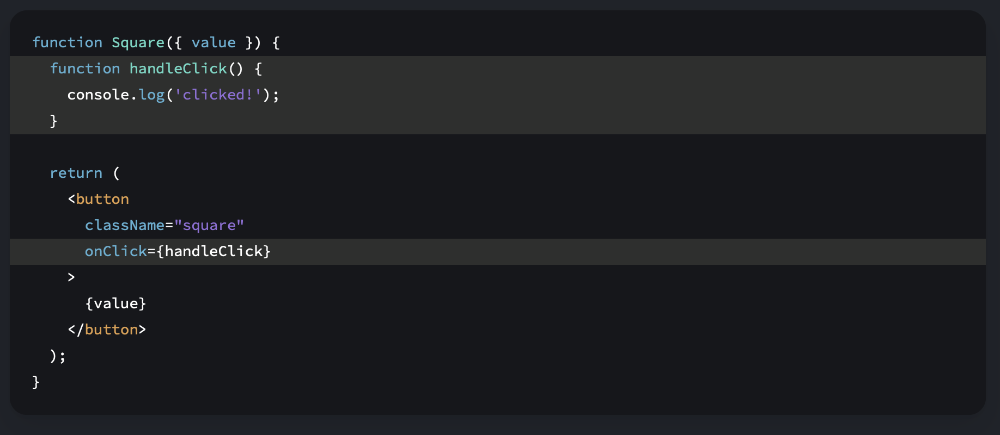 function Square({ value }) {
  function handleClick() {
    console.log('clicked!');
  }

  return (
    <button
      className="square"
      onClick={handleClick}
    >
      {value}
    </button>
  );
}